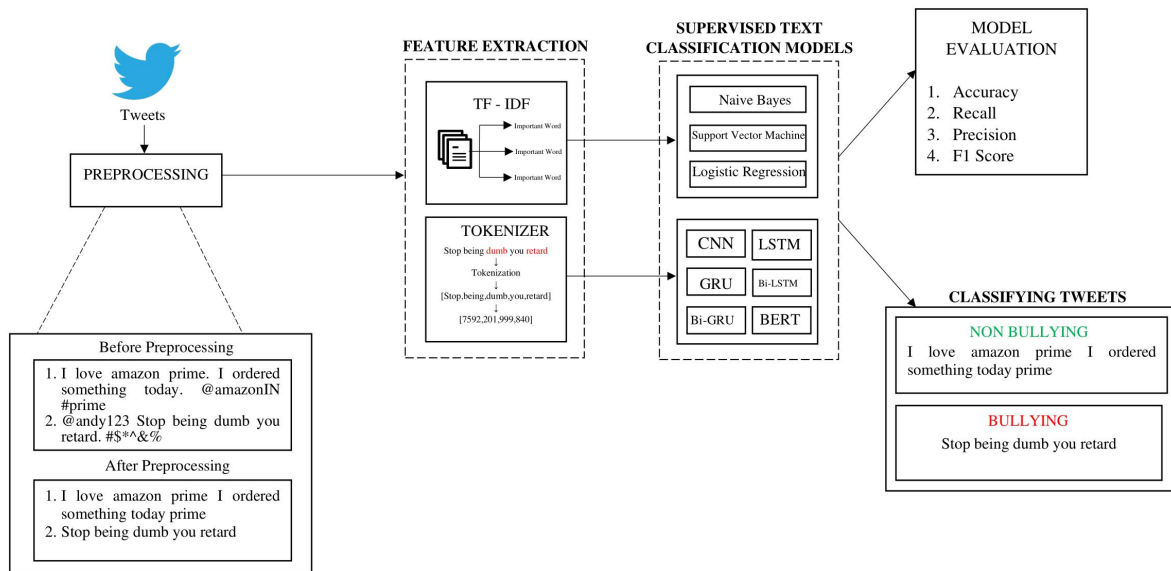 Tweets
PREPROCESSING
Before Preprocessing
1. I love amazon prime. I ordered
something today. @amazonIN
#prime
2. @andy123 Stop being dumb you
retard. #$*^&%
After Preprocessing
1. I love amazon prime I ordered
something today prime
2. Stop being dumb you retard
FEATURE EXTRACTION
TF - IDF
Important Word
Important Word
Important Word
TOKENIZER
Stop being dumb you retard
↓
Tokenization
↓
[Stop,being,dumb,you,retard]
↓
[7592,201,999,840]
SUPERVISED TEXT
CLASSIFICATION MODELS
Naive Bayes
Support Vector Machine
Logistic Regression
CNN LSTM
GRU Bi-LSTM
Bi-GRU BERT
MODEL
EVALUATION
1. Accuracy
2. Recall
3. Precision
4. F1 Score
CLASSIFYING TWEETS
NON BULLYING
I love amazon prime I ordered
something today prime
BULLYING
Stop being dumb you retard